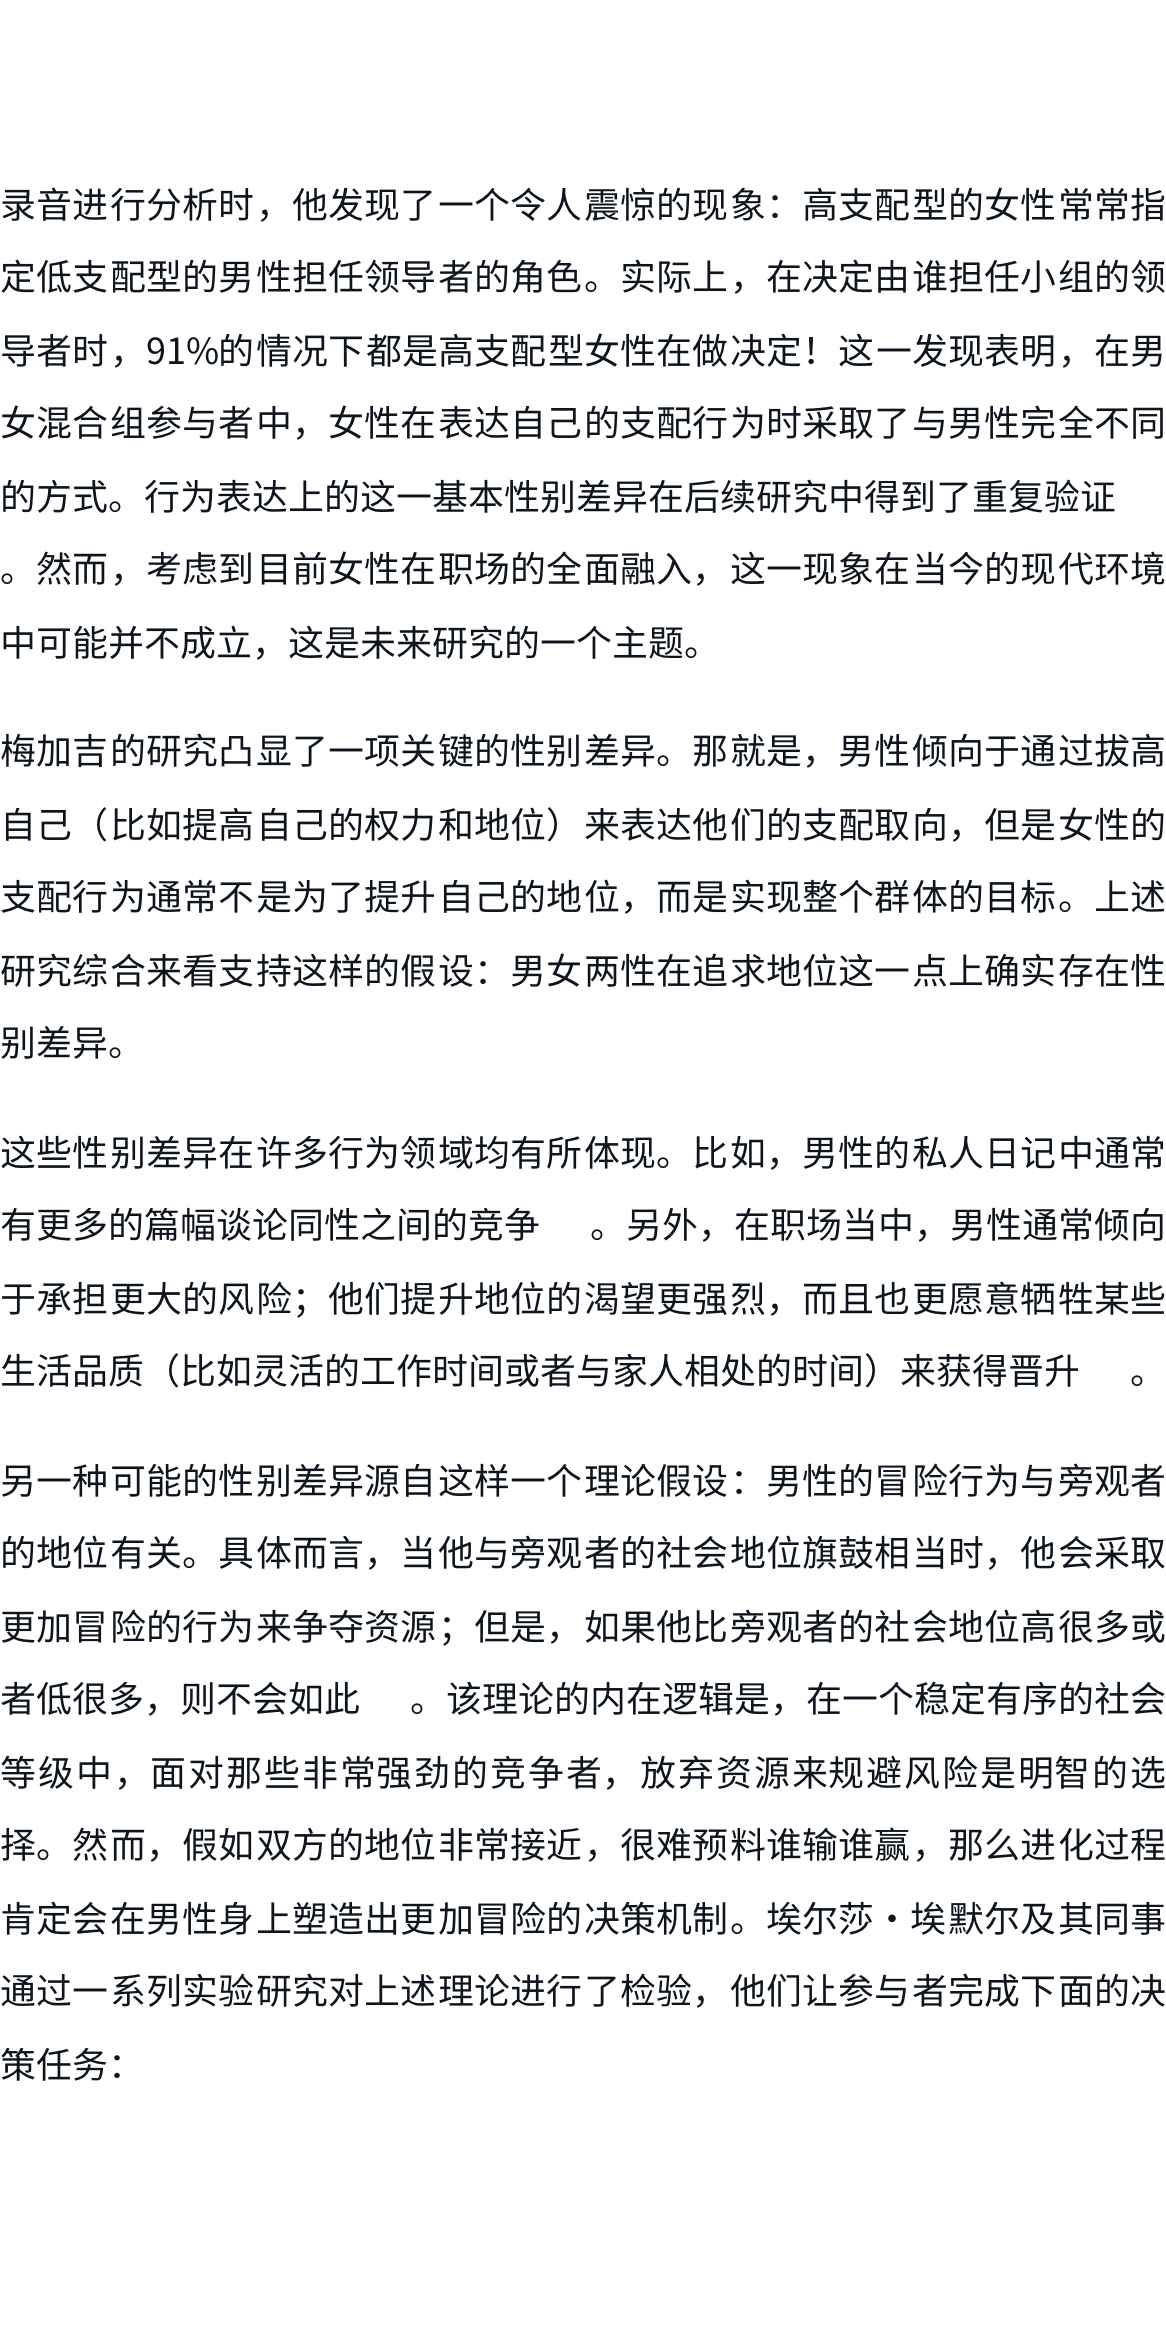 录音进行分析时，他发现了一个令人震惊的现象：高支配型的女性常常指
定低支配型的男性担任领导者的角色。实际上，在决定由谁担任小组的领
导者时，91%的情况下都是高支配型女性在做决定！这一发现表明，在男
女混合组参与者中，女性在表达自己的支配行为时采取了与男性完全不同
的方式。行为表达上的这一基本性别差异在后续研究中得到了重复验证
。然而，考虑到目前女性在职场的全面融入，这一现象在当今的现代环境
中可能并不成立，这是未来研究的一个主题。
梅加吉的研究凸显了一项关键的性别差异。那就是，男性倾向于通过拔高
自己（比如提高自己的权力和地位）来表达他们的支配取向，但是女性的
支配行为通常不是为了提升自己的地位，而是实现整个群体的目标。上述
研究综合来看支持这样的假设：男女两性在追求地位这一点上确实存在性
别差异。
这些性别差异在许多行为领域均有所体现。比如，男性的私人日记中通常
有更多的篇幅谈论同性之间的竞争 。另外，在职场当中，男性通常倾向
于承担更大的风险；他们提升地位的渴望更强烈，而且也更愿意牺牲某些
生活品质（比如灵活的工作时间或者与家人相处的时间）来获得晋升 。
另一种可能的性别差异源自这样一个理论假设：男性的冒险行为与旁观者
的地位有关。具体而言，当他与旁观者的社会地位旗鼓相当时，他会采取
更加冒险的行为来争夺资源；但是，如果他比旁观者的社会地位高很多或
者低很多，则不会如此 。该理论的内在逻辑是，在一个稳定有序的社会
等级中，面对那些非常强劲的竞争者，放弃资源来规避风险是明智的选
择。然而，假如双方的地位非常接近，很难预料谁输谁赢，那么进化过程
肯定会在男性身上塑造出更加冒险的决策机制。埃尔莎·埃默尔及其同事
通过一系列实验研究对上述理论进行了检验，他们让参与者完成下面的决
策任务：